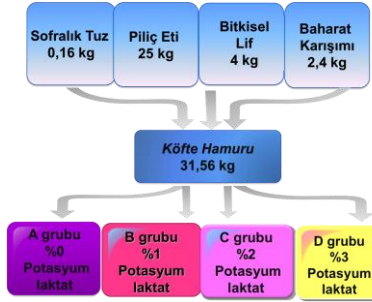 Sofralık Tuz
0,16 kg
Piliç Eti
25 kg
Bitkisel
Lif
4 kg
Baharat
Karışımı
2,4 kg
Köfte Hamuru
31,56 kg
A grubu
%0
Potasyum
laktat
B grubu
%1
Potasyum
laktat
C grubu
%2
Potasyum
laktat
D grubu
%3
Potasyum
laktat